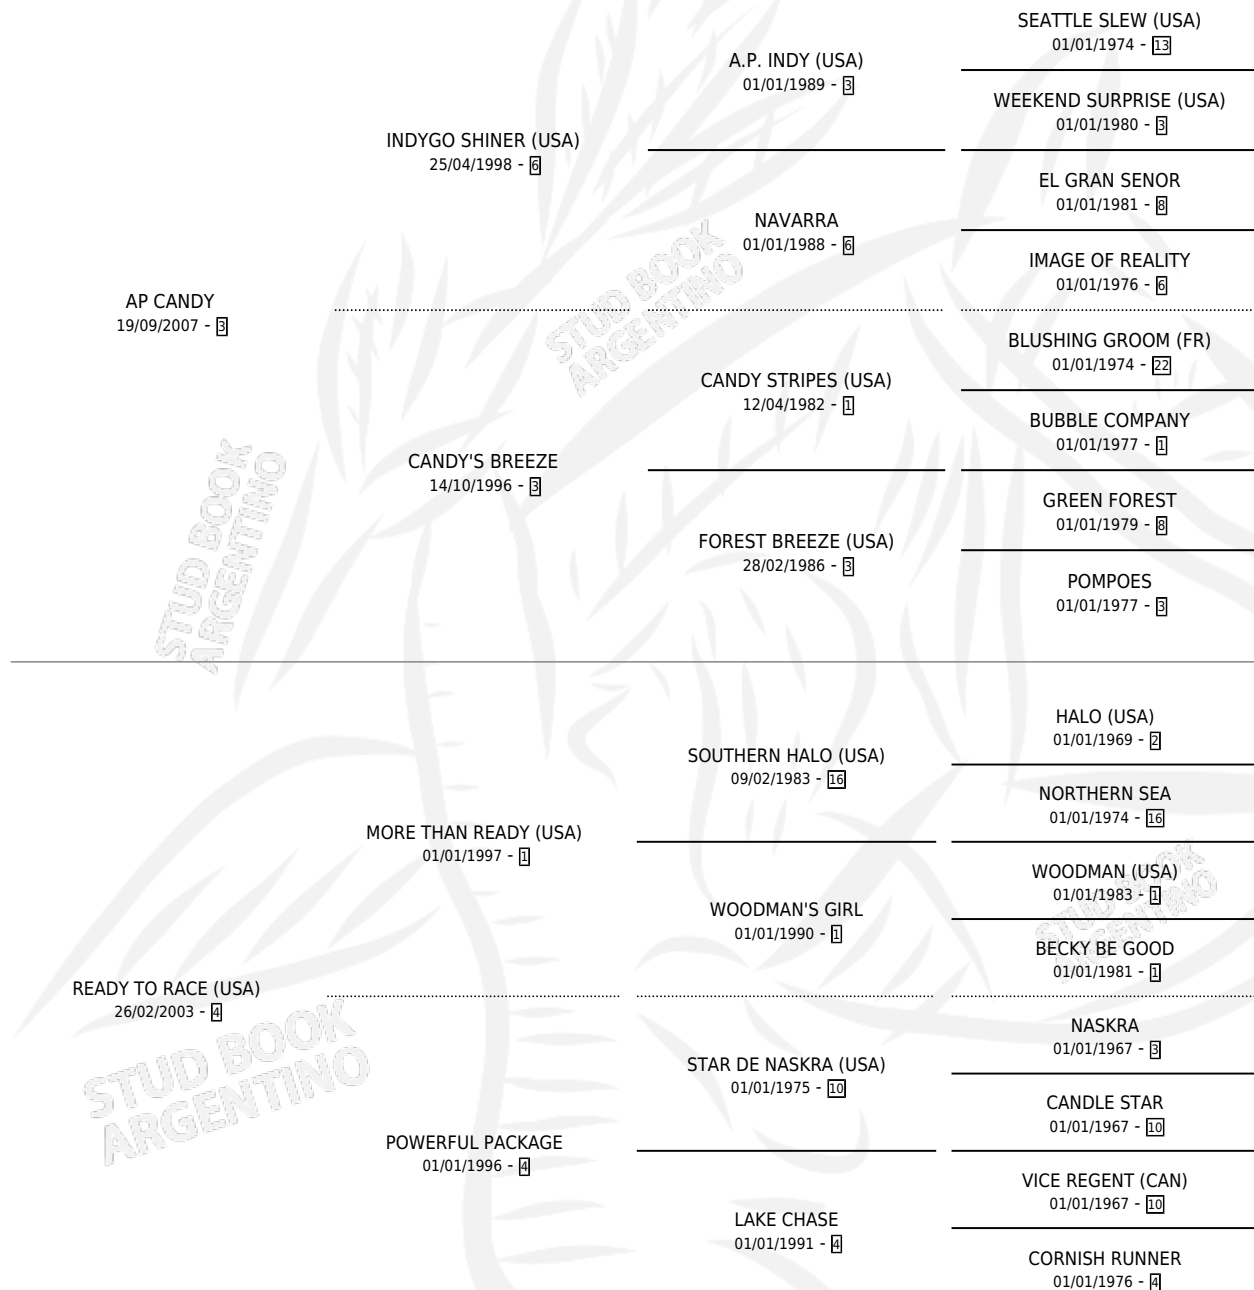 SEATTLE SLEW (USA)
01/01/1974 - 13
A.P. INDY (USA)
01/01/1989 - 3
WEEKEND SURPRISE (USA)
01/01/1980 - 3
INDYGO SHINER (USA)
25/04/1998 - 6
EL GRAN SENOR
01/01/1981 - 8
NAVARRA
01/01/1988 - 6
IMAGE OF REALITY
01/01/1976 - 6
STUD BOOK
ARGENTINO
AP CANDY
19/09/2007 - 3
BLUSHING GROOM (FR)
01/01/1974 - 22
CANDY STRIPES (USA)
12/04/1982 - 1
BUBBLE COMPANY
01/01/1977 - 1
CANDY'S BREEZE
14/10/1996 - 3
GREEN FOREST
01/01/1979 - 8
FOREST BREEZE (USA)
28/02/1986 - 3
POMPOES
01/01/1977 - 3
STUD BOOK
ARGENTINO
HALO (USA)
01/01/1969 - 2
SOUTHERN HALO (USA)
09/02/1983 - 16
NORTHERN SEA
01/01/1974 - 16
MORE THAN READY (USA)
01/01/1997 - 1
WOODMAN (USA)
01/01/1983 - 1
WOODMAN'S GIRL
01/01/1990 - 1
BECKY BE GOOD
01/01/1981 - 1
STUD BOOK
ARGENTINO
READY TO RACE (USA)
26/02/2003 - 4
NASKRA
01/01/1967 - 3
STAR DE NASKRA (USA)
01/01/1975 - 10
CANDLE STAR
01/01/1967 - 10
STUD BOOK
ARGENTINO
POWERFUL PACKAGE
01/01/1996 - 4
VICE REGENT (CAN)
01/01/1967 - 10
LAKE CHASE
01/01/1991 - 4
CORNISH RUNNER
01/01/1976 - 4